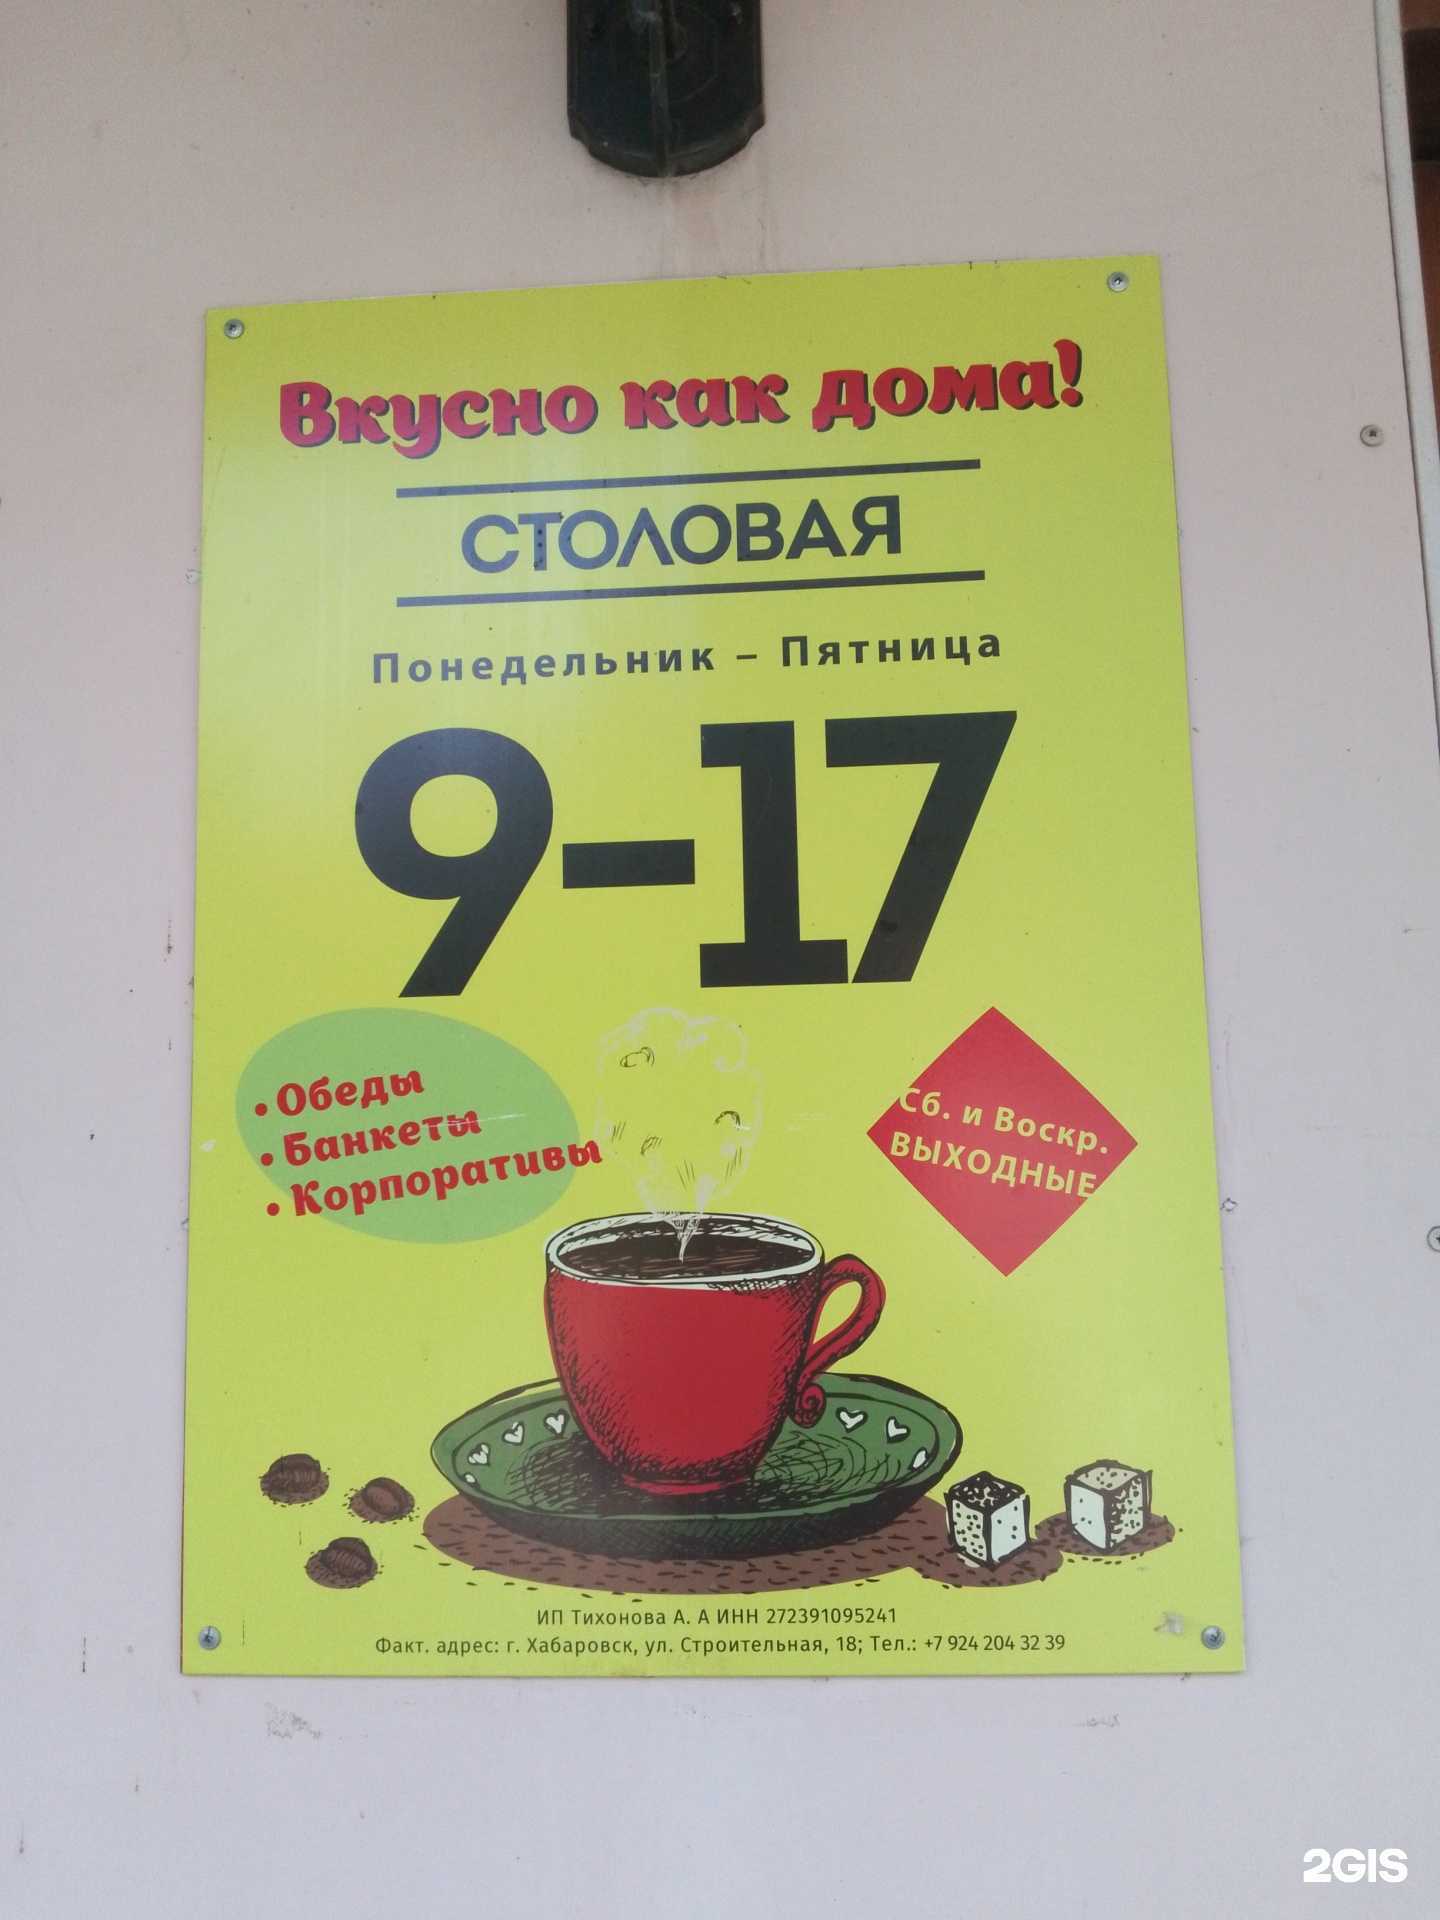 Вкусно как дома!
СТОЛОВАЯ
Понедельник – Пятница
9-17
• Обеды
• Банкеты
• Корпоративы
Сб. и Воскр.
ВЫХОДНЫЕ
ИП Тихонова А. А ИНН 272391095241
Факт. адрес: г. Хабаровск, ул. Строительная, 18; Тел.: +7 924 204 32 39
2GIS